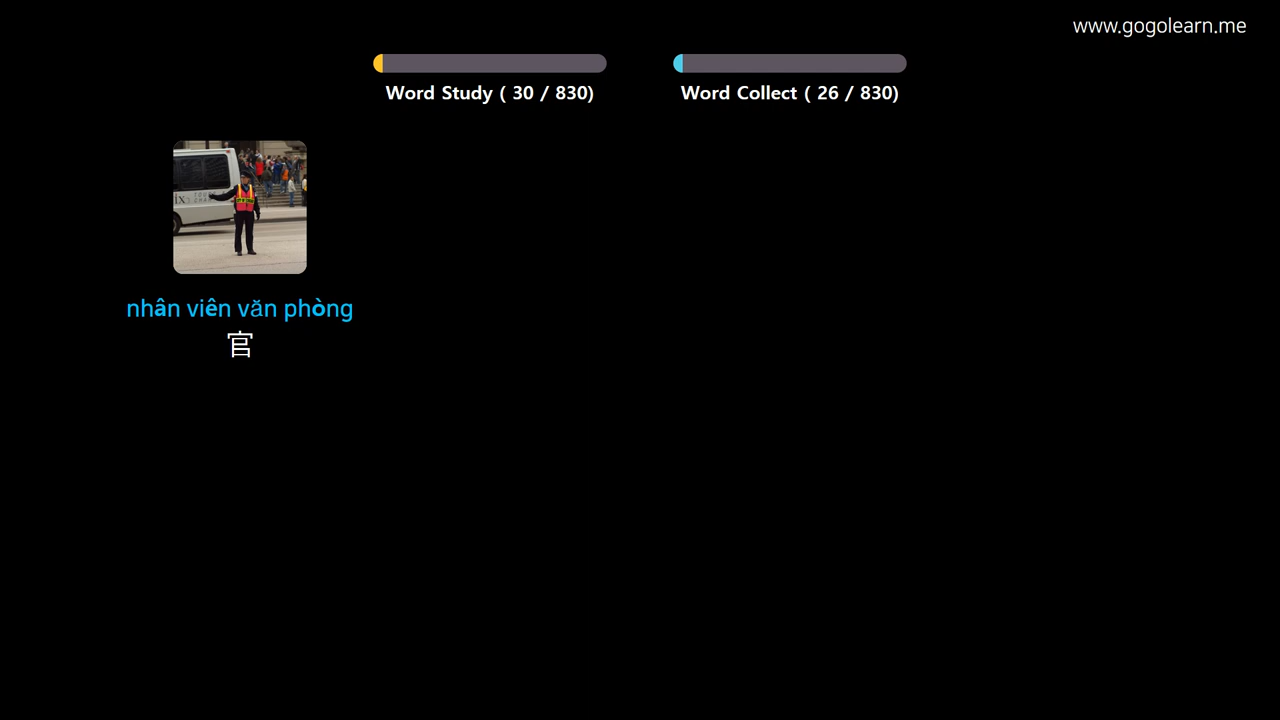 www.gogolearn.me
Word Study ( 30 / 830)
Word Collect ( 26 / 830)
nhân viên văn phòng
官